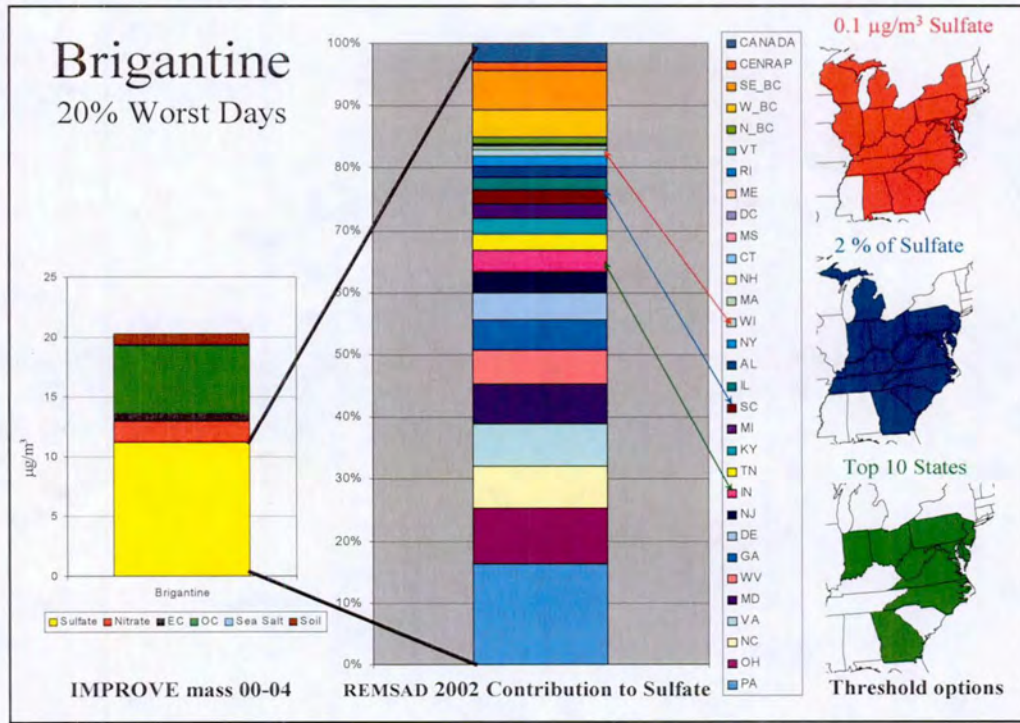 Brigantine
20% Worst Days
25
20
15
10
5
0
µg/m³
Brigantine
Sulfate Nitrate EC OC Sea Salt Soil
IMPROVE mass 00-04
100%
90%
80%
70%
60%
50%
40%
30%
20%
10%
0%
REMSAD 2002 Contribution to Sulfate
CANADA
CENRAP
SE_BC
W_BC
N_BC
VT
RI
ME
DC
MS
CT
NH
MA
WI
NY
AL
IL
SC
MI
KY
TN
IN
NJ
DE
GA
WV
MD
VA
NC
OH
PA
0.1 µg/m³ Sulfate
2 % of Sulfate
Top 10 States
Threshold options